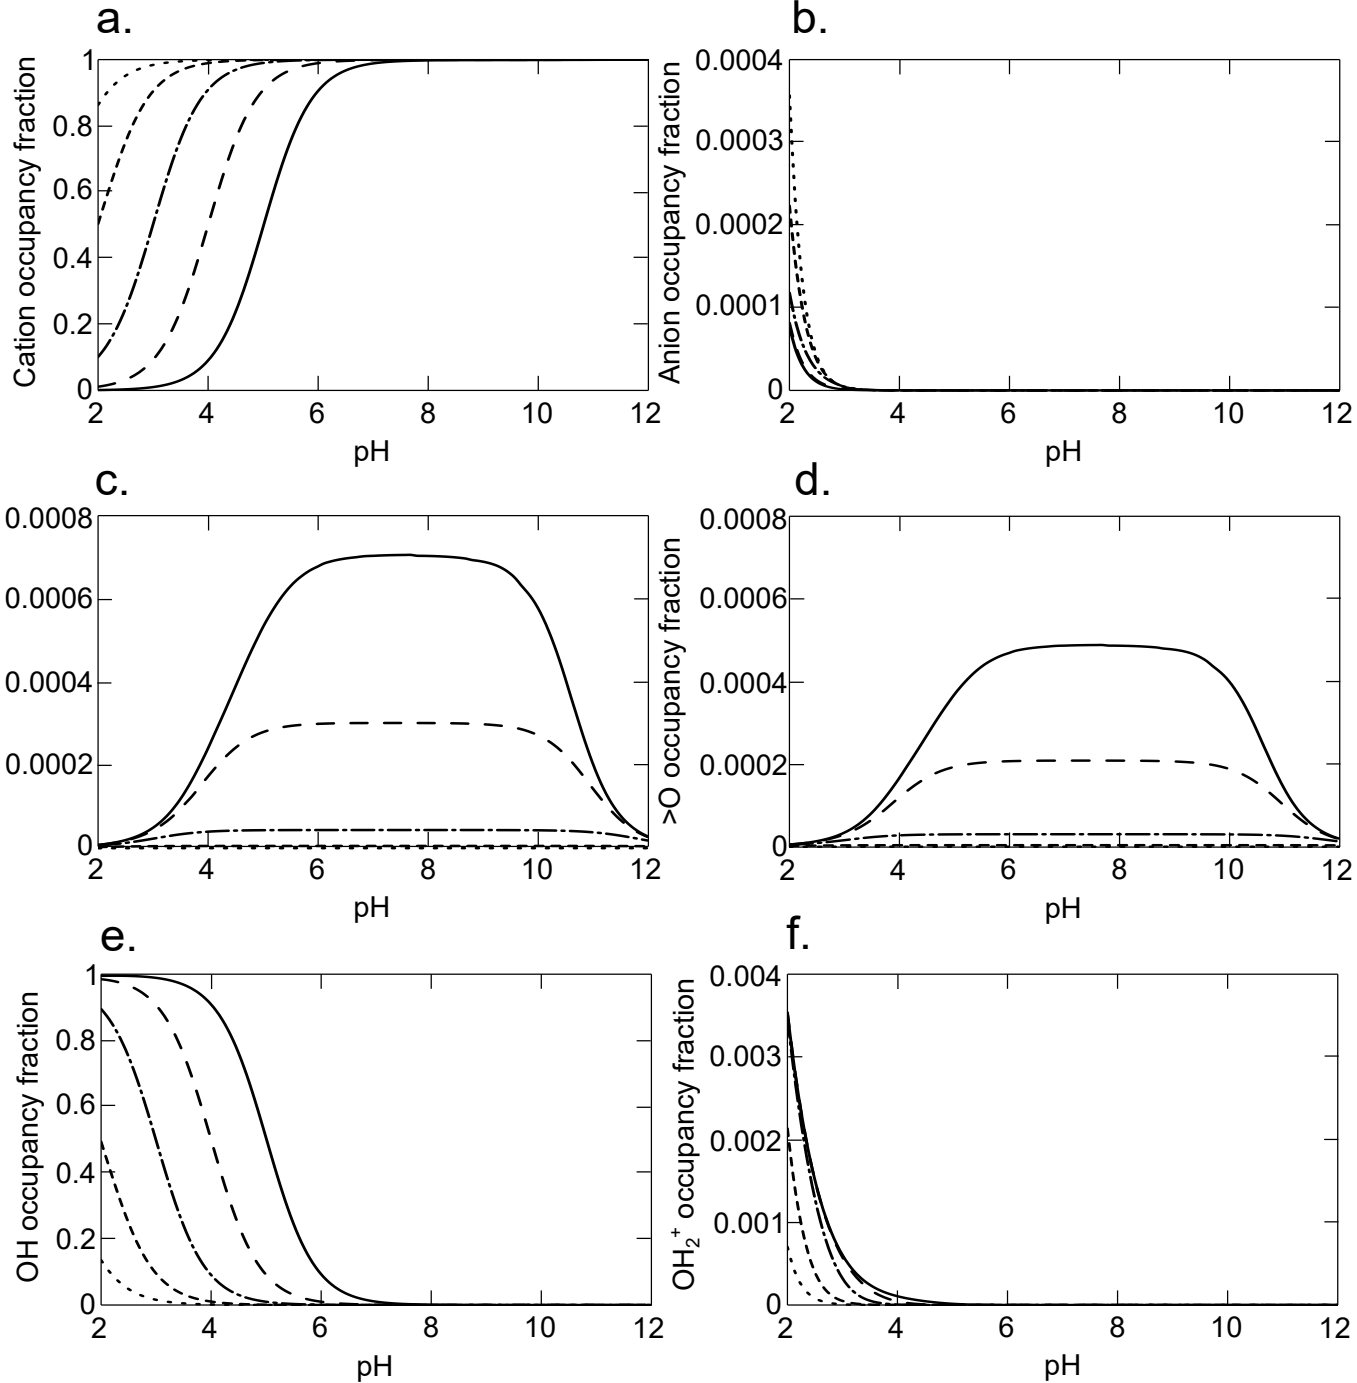 a.
Cation occupancy fraction
1
0.8
0.6
0.4
0.2
0
2 4 6 8 10 12
pH
b.
Anion occupancy fraction
0.0004
0.0003
0.0002
0.0001
0
2 4 6 8 10 12
pH
c.
0.0008
0.0006
0.0004
0.0002
0
2 4 6 8 10 12
pH
d.
>O occupancy fraction
0.0008
0.0006
0.0004
0.0002
0
2 4 6 8 10 12
pH
e.
OH occupancy fraction
1
0.8
0.6
0.4
0.2
0
2 4 6 8 10 12
pH
f.
OH₂⁺ occupancy fraction
0.004
0.003
0.002
0.001
0
2 4 6 8 10 12
pH